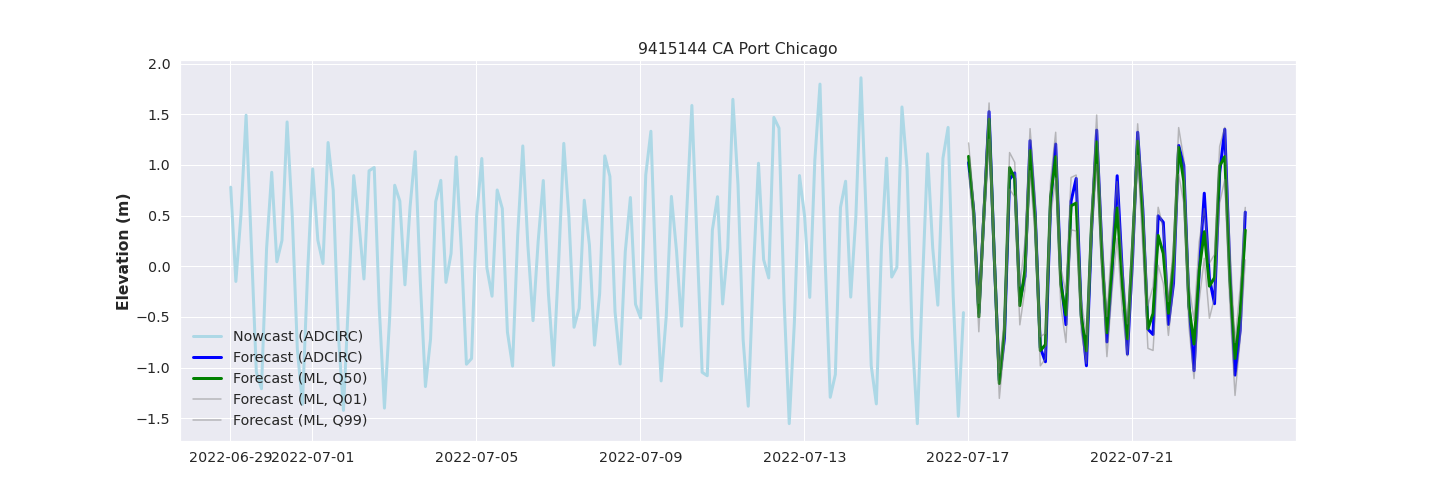 9415144 CA Port Chicago
Elevation (m)
2.0
1.5
1.0
0.5
0.0
−0.5
−1.0
−1.5
Nowcast (ADCIRC)
Forecast (ADCIRC)
Forecast (ML, Q50)
Forecast (ML, Q01)
Forecast (ML, Q99)
2022-06-29 2022-07-01 2022-07-05 2022-07-09 2022-07-13 2022-07-17 2022-07-21